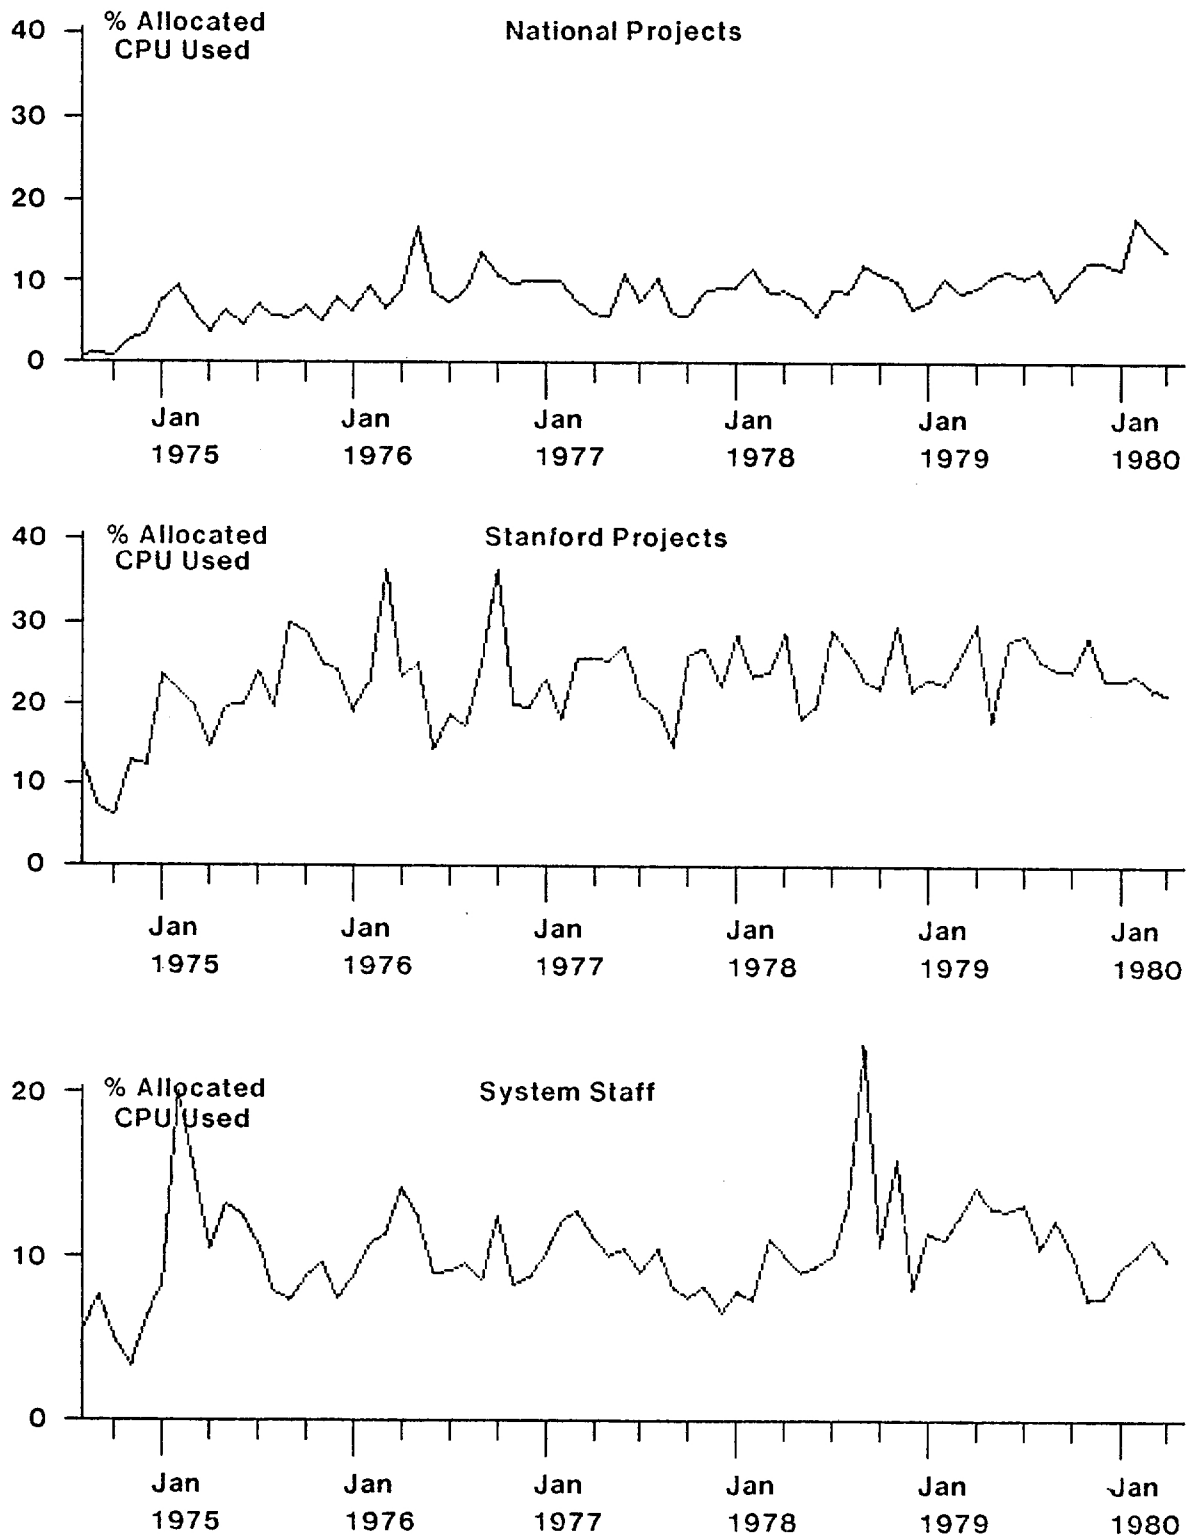 % Allocated
CPU Used
National Projects
40
30
20
10
0
Jan Jan Jan Jan Jan Jan
1975 1976 1977 1978 1979 1980
% Allocated
CPU Used
Stanford Projects
40
30
20
10
0
Jan Jan Jan Jan Jan Jan
1975 1976 1977 1978 1979 1980
% Allocated
CPU Used
System Staff
20
10
0
Jan Jan Jan Jan Jan Jan
1975 1976 1977 1978 1979 1980